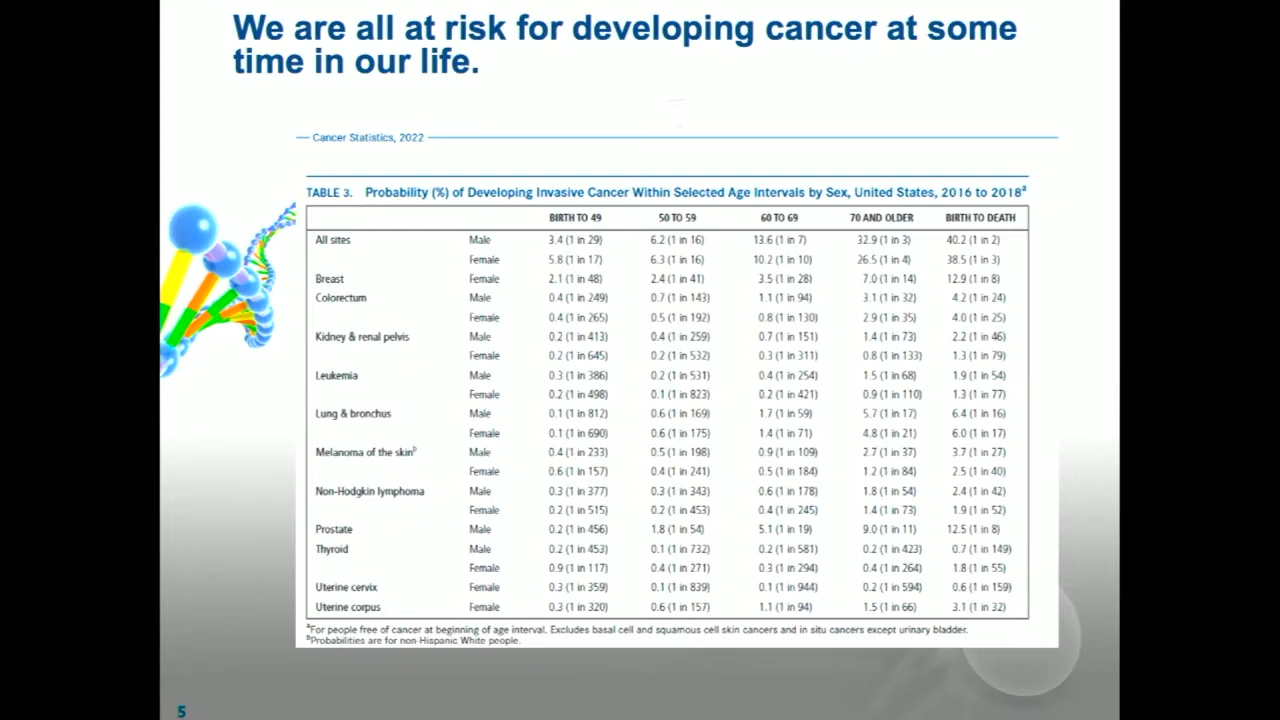 We are all at risk for developing cancer at some
time in our life.
Cancer Statistics, 2022
TABLE 3. Probability (%) of Developing Invasive Cancer Within Selected Age Intervals by Sex, United States, 2016 to 2018a
BIRTH TO 49 50 TO 59 60 TO 69 70 AND OLDER BIRTH TO DEATH
All sites Male 3.4 (1 in 29) 6.2 (1 in 16) 13.6 (1 in 7) 32.9 (1 in 3) 40.2 (1 in 2)
Female 5.8 (1 in 17) 6.3 (1 in 16) 10.2 (1 in 10) 26.5 (1 in 4) 38.5 (1 in 3)
Breast Female 2.1 (1 in 48) 2.4 (1 in 41) 3.5 (1 in 28) 7.0 (1 in 14) 12.9 (1 in 8)
Colorectum Male 0.4 (1 in 249) 0.7 (1 in 143) 1.1 (1 in 94) 3.1 (1 in 32) 4.2 (1 in 24)
Female 0.4 (1 in 265) 0.5 (1 in 192) 0.8 (1 in 130) 2.9 (1 in 35) 4.0 (1 in 25)
Kidney & renal pelvis Male 0.2 (1 in 413) 0.4 (1 in 259) 0.7 (1 in 151) 1.4 (1 in 73) 2.2 (1 in 46)
Female 0.2 (1 in 645) 0.2 (1 in 532) 0.3 (1 in 311) 0.8 (1 in 133) 1.3 (1 in 79)
Leukemia Male 0.3 (1 in 386) 0.2 (1 in 531) 0.4 (1 in 254) 1.5 (1 in 68) 1.9 (1 in 54)
Female 0.2 (1 in 498) 0.1 (1 in 823) 0.2 (1 in 421) 0.9 (1 in 110) 1.3 (1 in 77)
Lung & bronchus Male 0.1 (1 in 812) 0.6 (1 in 169) 1.7 (1 in 59) 5.7 (1 in 17) 6.4 (1 in 16)
Female 0.1 (1 in 690) 0.6 (1 in 175) 1.4 (1 in 71) 4.8 (1 in 21) 6.0 (1 in 17)
Melanoma of the skinb Male 0.4 (1 in 233) 0.5 (1 in 198) 0.9 (1 in 109) 2.7 (1 in 37) 3.7 (1 in 27)
Female 0.6 (1 in 157) 0.4 (1 in 241) 0.5 (1 in 184) 1.2 (1 in 84) 2.5 (1 in 40)
Non-Hodgkin lymphoma Male 0.3 (1 in 377) 0.3 (1 in 343) 0.6 (1 in 178) 1.8 (1 in 54) 2.4 (1 in 42)
Female 0.2 (1 in 515) 0.2 (1 in 453) 0.4 (1 in 245) 1.4 (1 in 73) 1.9 (1 in 52)
Prostate Male 0.2 (1 in 456) 1.8 (1 in 54) 5.1 (1 in 19) 9.0 (1 in 11) 12.5 (1 in 8)
Thyroid Male 0.2 (1 in 453) 0.1 (1 in 732) 0.2 (1 in 581) 0.2 (1 in 423) 0.7 (1 in 149)
Female 0.9 (1 in 117) 0.4 (1 in 271) 0.3 (1 in 294) 0.4 (1 in 264) 1.8 (1 in 55)
Uterine cervix Female 0.3 (1 in 359) 0.1 (1 in 839) 0.1 (1 in 944) 0.2 (1 in 594) 0.6 (1 in 159)
Uterine corpus Female 0.3 (1 in 320) 0.6 (1 in 157) 1.1 (1 in 94) 1.5 (1 in 66) 3.1 (1 in 32)
aFor people free of cancer at beginning of age interval. Excludes basal cell and squamous cell skin cancers and in situ cancers except urinary bladder.
bProbabilities are for non-Hispanic White people.
5